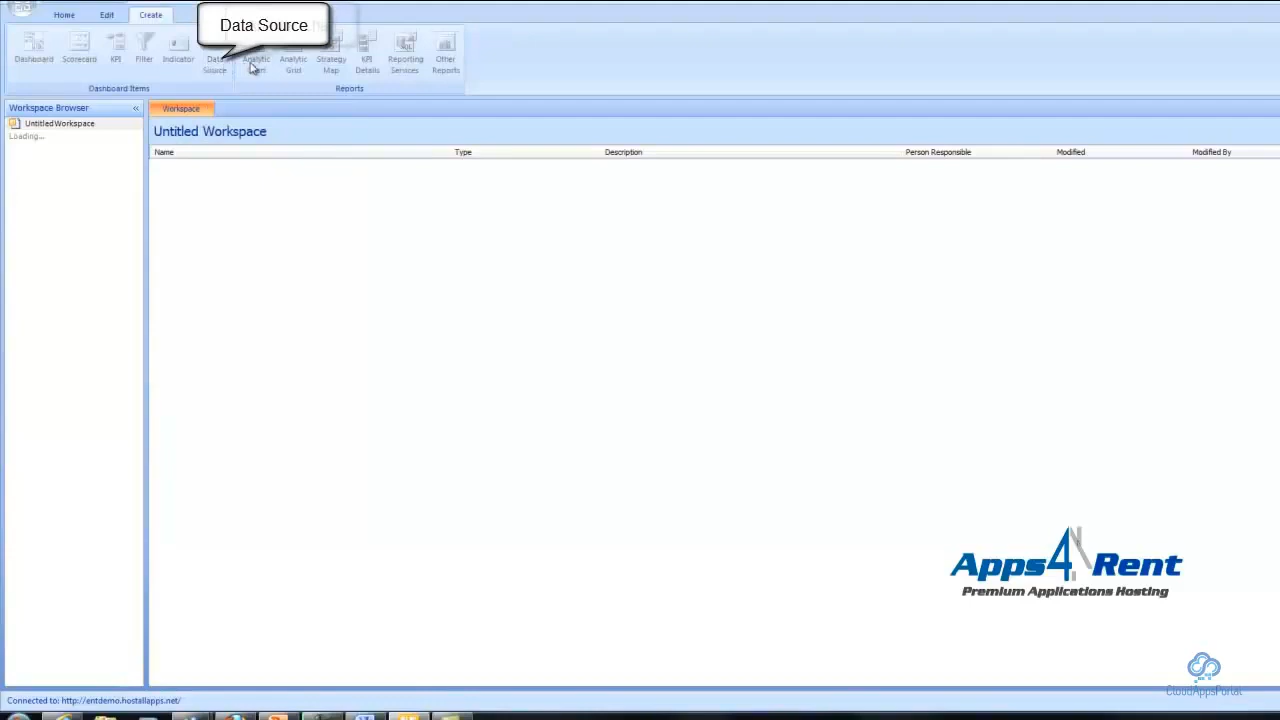 Home Edit Create
Data Source
Dashboard Scorecard KPI Filter Indicator Data Source Analytic Analytic Grid Strategy Map KPI Details Reporting Services Other Reports
Dashboard Items Reports
Workspace Browser «
Workspace
Untitled Workspace
Loading...
Untitled Workspace
Name Type Description Person Responsible Modified Modified By
Apps4Rent
Premium Applications Hosting
CloudAppsPortal
Connected to: http://entdemo.hostallapps.net/